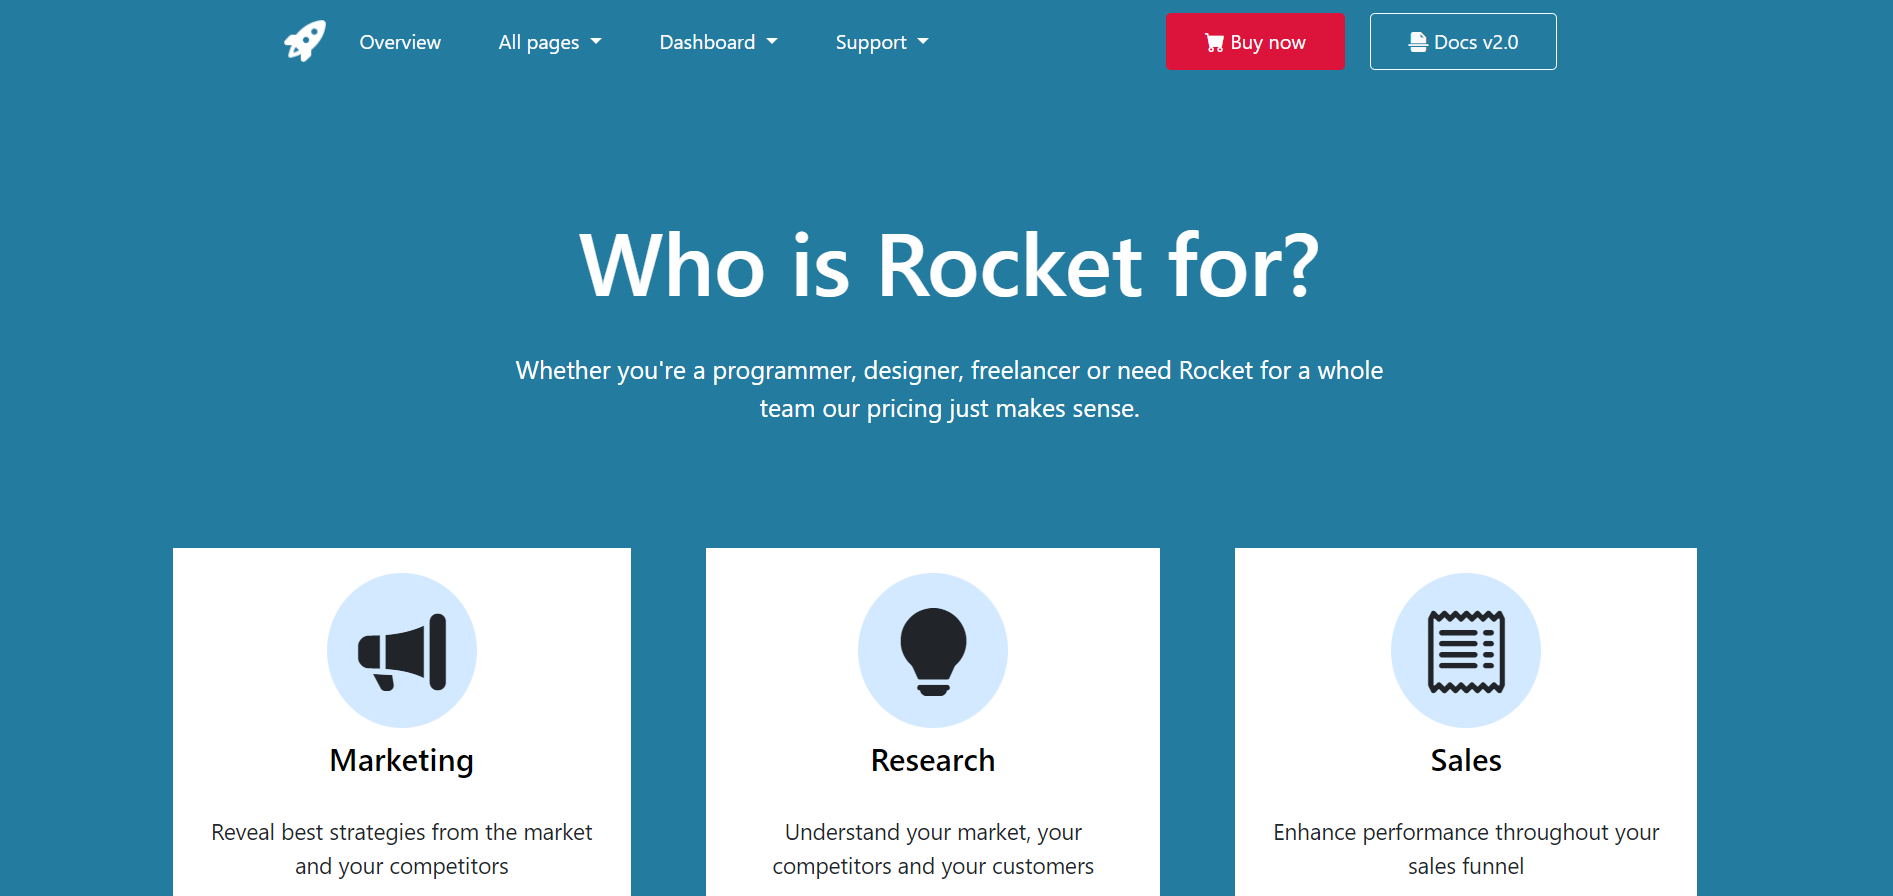 Overview All pages Dashboard Support Buy now Docs v2.0
Who is Rocket for?
Whether you're a programmer, designer, freelancer or need Rocket for a whole
team our pricing just makes sense.
Marketing
Reveal best strategies from the market
and your competitors
Research
Understand your market, your
competitors and your customers
Sales
Enhance performance throughout your
sales funnel